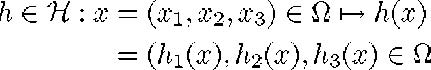 h ∈ ℋ : x = (x₁, x₂, x₃) ∈ Ω ↦ h(x)
= (h₁(x), h₂(x), h₃(x) ∈ Ω